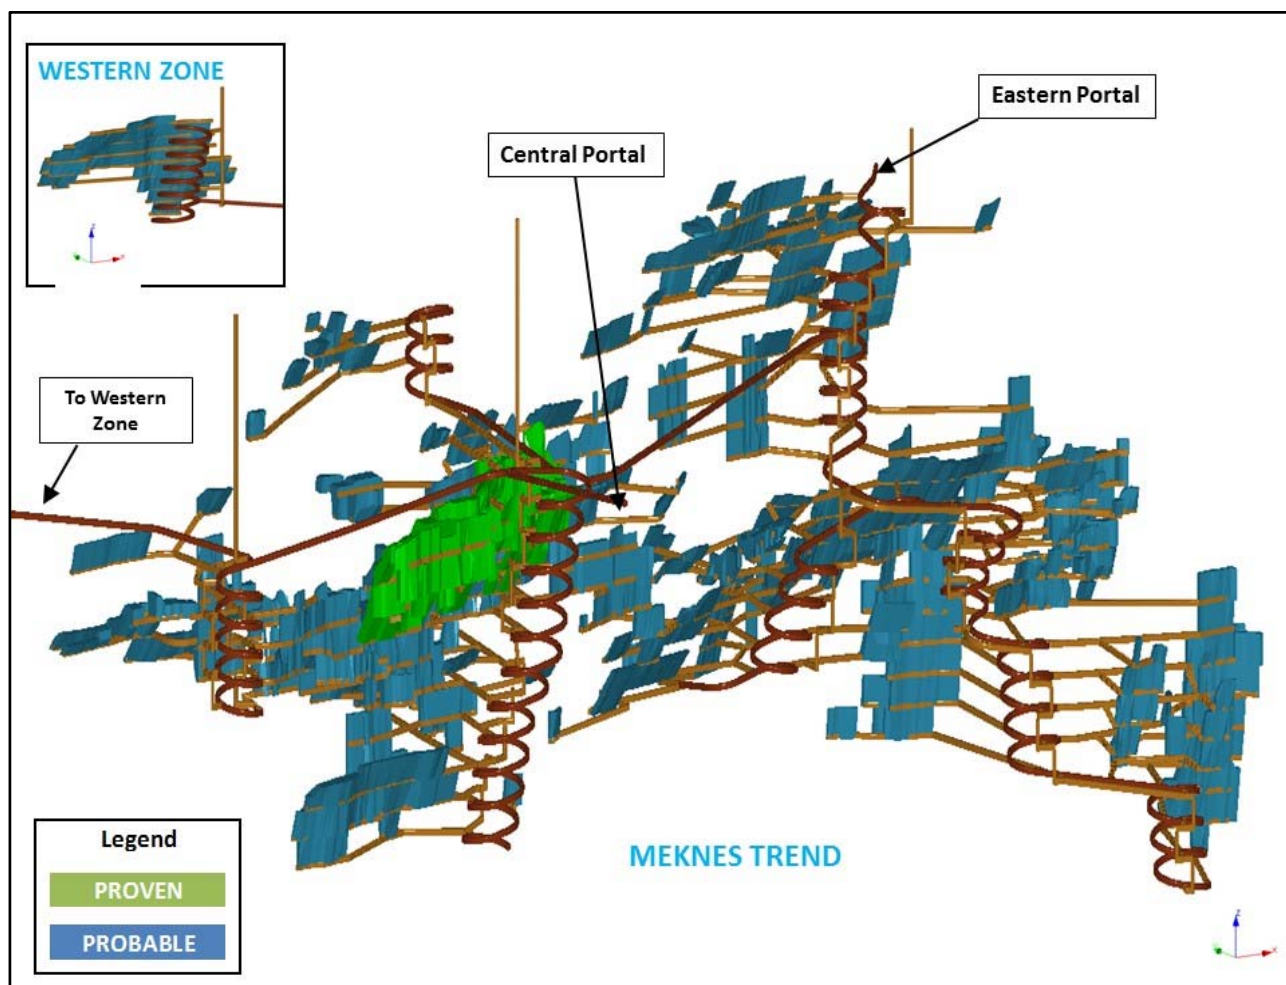 WESTERN ZONE
Eastern Portal
Central Portal
To Western
Zone
Legend
PROVEN
PROBABLE
MEKNES TREND